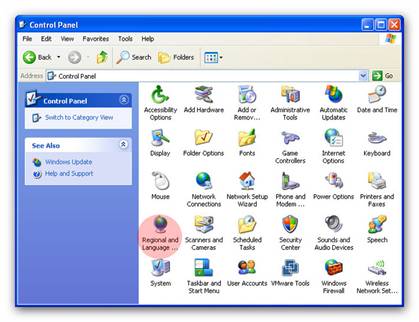 Control Panel
File Edit View Favorites Tools Help
Back Search Folders
Address Control Panel Go
Control Panel
Switch to Category View
See Also
Windows Update
Help and Support
Accessibility Options
Add Hardware
Add or Remov...
Administrative Tools
Automatic Updates
Date and Time
Display
Folder Options
Fonts
Game Controllers
Internet Options
Keyboard
Mouse
Network Connections
Network Setup Wizard
Phone and Modem ...
Power Options
Printers and Faxes
Regional and Language ...
Scanners and Cameras
Scheduled Tasks
Security Center
Sounds and Audio Devices
Speech
System
Taskbar and Start Menu
User Accounts
VMware Tools
Windows Firewall
Wireless Network Set...